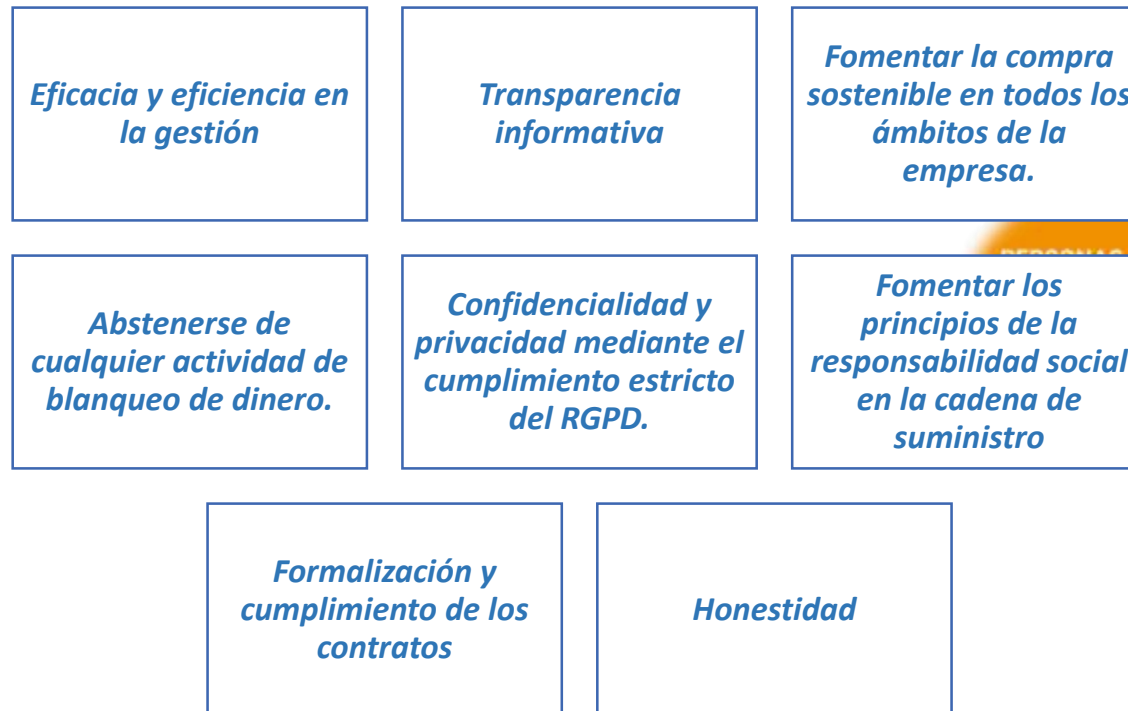 Eficacia y eficiencia en
la gestión
Transparencia
informativa
Fomentar la compra
sostenible en todos los
ámbitos de la
empresa.
Abstenerse de
cualquier actividad de
blanqueo de dinero.
Confidencialidad y
privacidad mediante el
cumplimiento estricto
del RGPD.
Fomentar los
principios de la
responsabilidad social
en la cadena de
suministro
Formalización y
cumplimiento de los
contratos
Honestidad